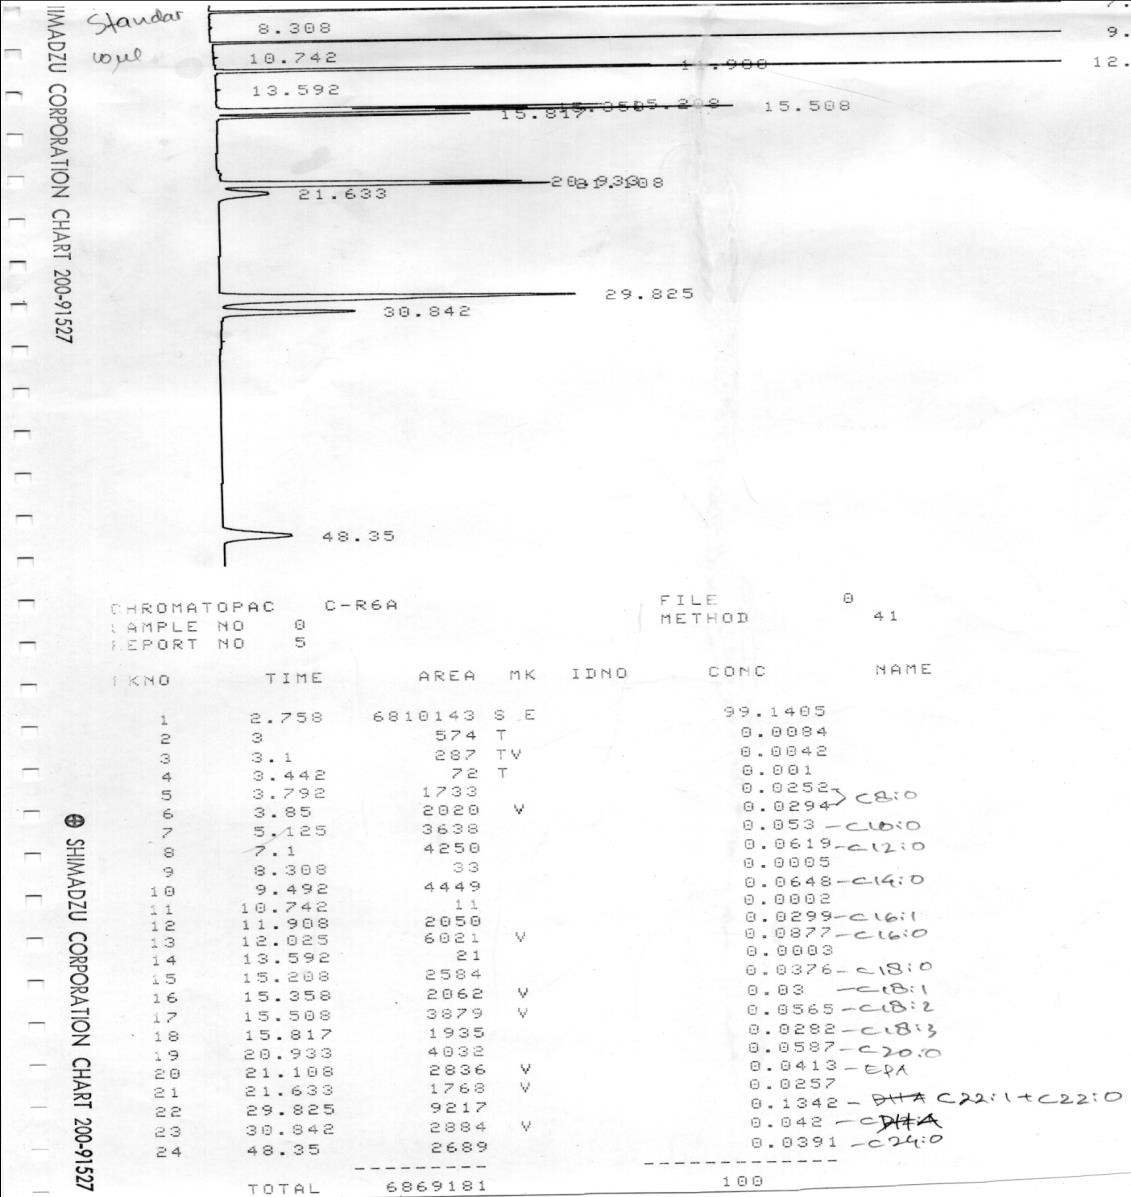 Standar
IMADZU CORPORATION CHART 200-91527
7.
8.308
9.
10.742
12.
13.592
15.508
15.817
21.633
29.825
30.842
48.35
CHROMATOPAC C-R6A FILE 0
SAMPLE NO 0 METHOD 41
REPORT NO 5
PKNO TIME AREA MK IDNO CONC NAME
1 2.758 6810143 S E 99.1405
2 3 574 T 0.0084
3 3.1 287 TV 0.0042
4 3.442 72 T 0.001
5 3.792 1733 0.0252
6 3.85 2020 V 0.0294 > C8:0
7 5.125 3638 0.053 - C10:0
8 7.1 4250 0.0619 - C12:0
9 8.308 33 0.0005
10 9.492 4449 0.0648 - C14:0
11 10.742 11 0.0002
12 11.908 2050 0.0299 - C16:1
13 12.025 6021 V 0.0877 - C16:0
14 13.592 21 0.0003
15 15.208 2584 0.0376 - C18:0
16 15.358 2062 V 0.03 - C18:1
17 15.508 3879 V 0.0565 - C18:2
18 15.817 1935 0.0282 - C18:3
19 20.933 4032 0.0587 - C20:0
20 21.108 2836 V 0.0413 - EPA
21 21.633 1768 V 0.0257
22 29.825 9217 0.1342 - DHA C22:1+C22:0
23 30.842 2884 V 0.042 - CDHA
24 48.35 2689 0.0391 - C24:0
TOTAL 6869181 100
⊕ SHIMADZU CORPORATION CHART 200-91527